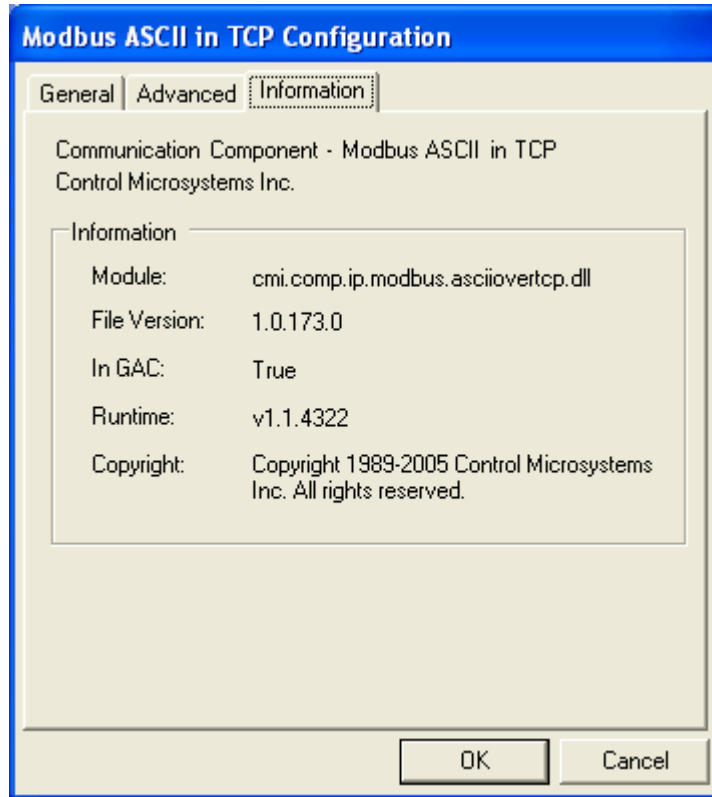 Modbus ASCII in TCP Configuration
General Advanced Information
Communication Component - Modbus ASCII in TCP
Control Microsystems Inc.
Information
Module: cmi.comp.ip.modbus.asciiovertcp.dll
File Version: 1.0.173.0
In GAC: True
Runtime: v1.1.4322
Copyright: Copyright 1989-2005 Control Microsystems
Inc. All rights reserved.
OK Cancel